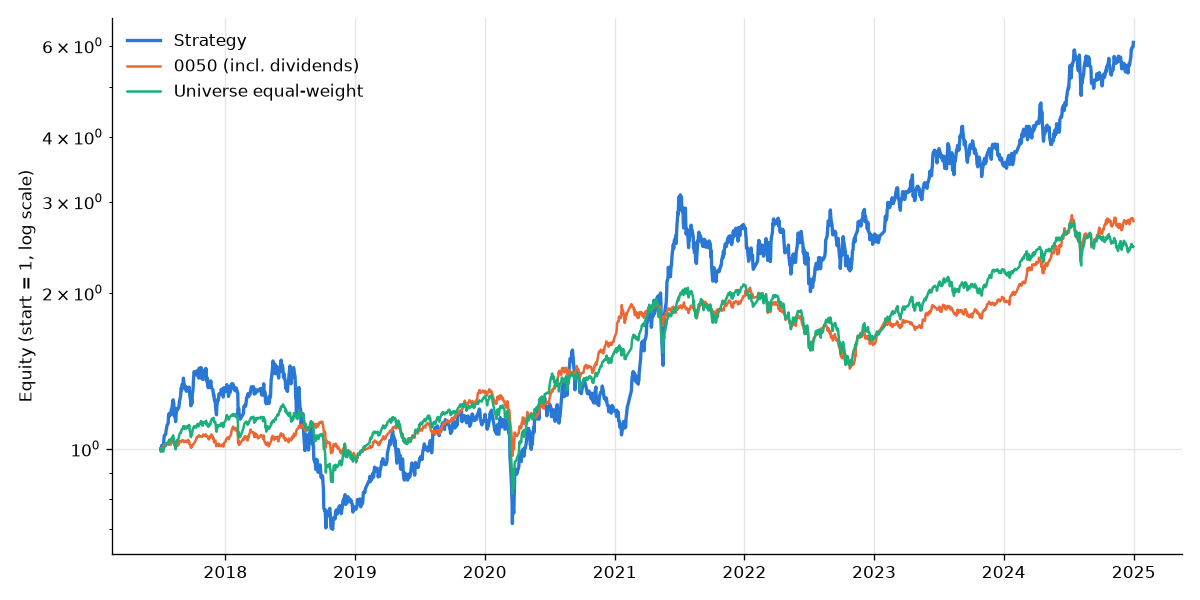 Strategy
0050 (incl. dividends)
Universe equal-weight
Equity (start = 1, log scale)
6 × 10⁰
4 × 10⁰
3 × 10⁰
2 × 10⁰
10⁰
2018 2019 2020 2021 2022 2023 2024 2025